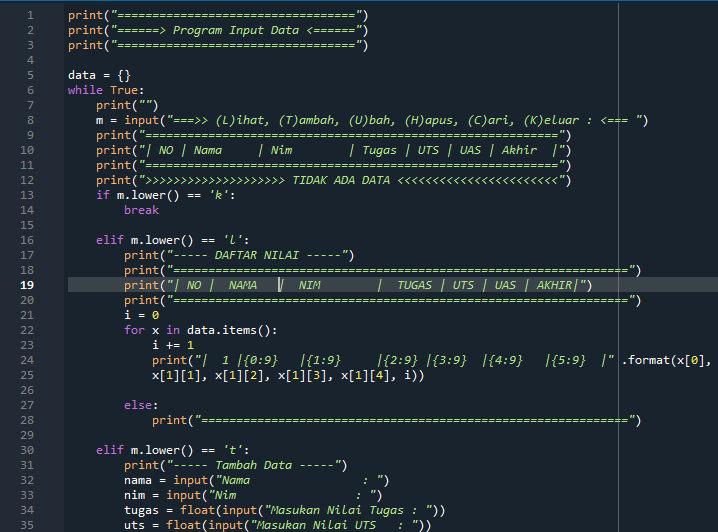 1 print("==================================")
2 print("======> Program Input Data <======")
3 print("==================================")
4
5 data = {}
6 while True:
7     print("")
8     m = input("===>> (L)ihat, (T)ambah, (U)bah, (H)apus, (C)ari, (K)eluar : <=== ")
9     print("===========================================================")
10     print("| NO | Nama     | Nim        | Tugas | UTS | UAS | Akhir  |")
11     print("===========================================================")
12     print(">>>>>>>>>>>>>>>>>>>> TIDAK ADA DATA <<<<<<<<<<<<<<<<<<<<<<<")
13     if m.lower() == 'k':
14         break
15
16     elif m.lower() == 'l':
17         print("----- DAFTAR NILAI -----")
18         print("=================================================================")
19         print("| NO |  NAMA   |  NIM        |  TUGAS | UTS | UAS | AKHIR|")
20         print("=================================================================")
21         i = 0
22         for x in data.items():
23             i += 1
24             print("|  1 |{0:9}   |{1:9}     |{2:9} |{3:9}  |{4:9}   |{5:9}  |" .format(x[0],
25             x[1][1], x[1][2], x[1][3], x[1][4], i))
26
27         else:
28             print("=============================================================")
29
30     elif m.lower() == 't':
31         print("----- Tambah Data -----")
32         nama = input("Nama                : ")
33         nim = input("Nim                 : ")
34         tugas = float(input("Masukan Nilai Tugas : "))
35         uts = float(input("Masukan Nilai UTS   : "))